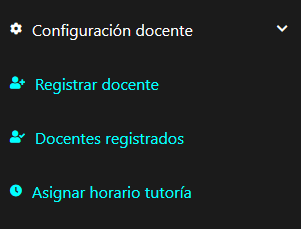 Configuración docente
Registrar docente
Docentes registrados
Asignar horario tutoría